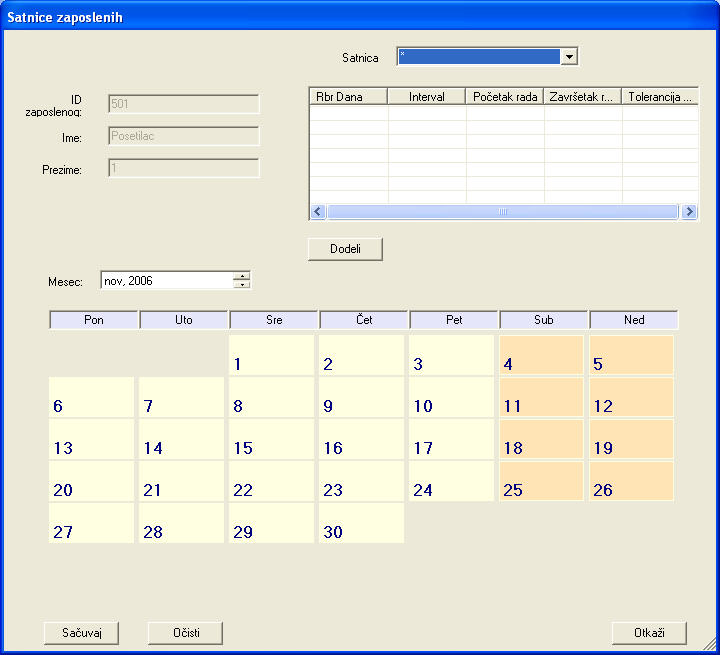 Satnice zaposlenih
Satnica *
ID zaposlenog: 501
Ime: Posetilac
Prezime: 1
Rbr Dana Interval Početak rada Završetak r... Tolerancija ...
Dodeli
Mesec: nov, 2006
Pon Uto Sre Čet Pet Sub Ned
1 2 3 4 5
6 7 8 9 10 11 12
13 14 15 16 17 18 19
20 21 22 23 24 25 26
27 28 29 30
Sačuvaj Očisti Otkaži